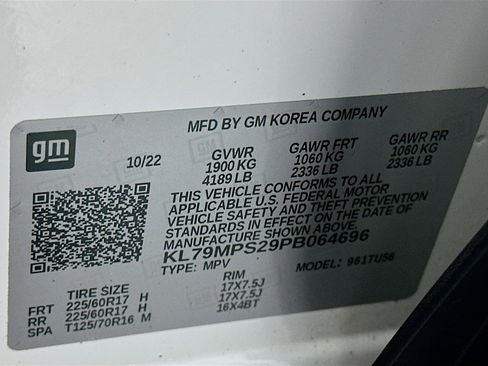 MFD BY GM KOREA COMPANY
gm
10/22 GVWR GAWR FRT GAWR RR
1900 KG 1060 KG 1060 KG
4189 LB 2336 LB 2336 LB
THIS VEHICLE CONFORMS TO ALL
APPLICABLE U.S. FEDERAL MOTOR
VEHICLE SAFETY AND THEFT PREVENTION
STANDARDS IN EFFECT ON THE DATE OF
MANUFACTURE SHOWN ABOVE.
KL79MPS29PB064696
TYPE: MPV MODEL: 961TUS6
TIRE SIZE RIM
FRT 225/60R17 H 17X7.5J
RR 225/60R17 H 17X7.5J
SPA T125/70R16 M 16X4BT